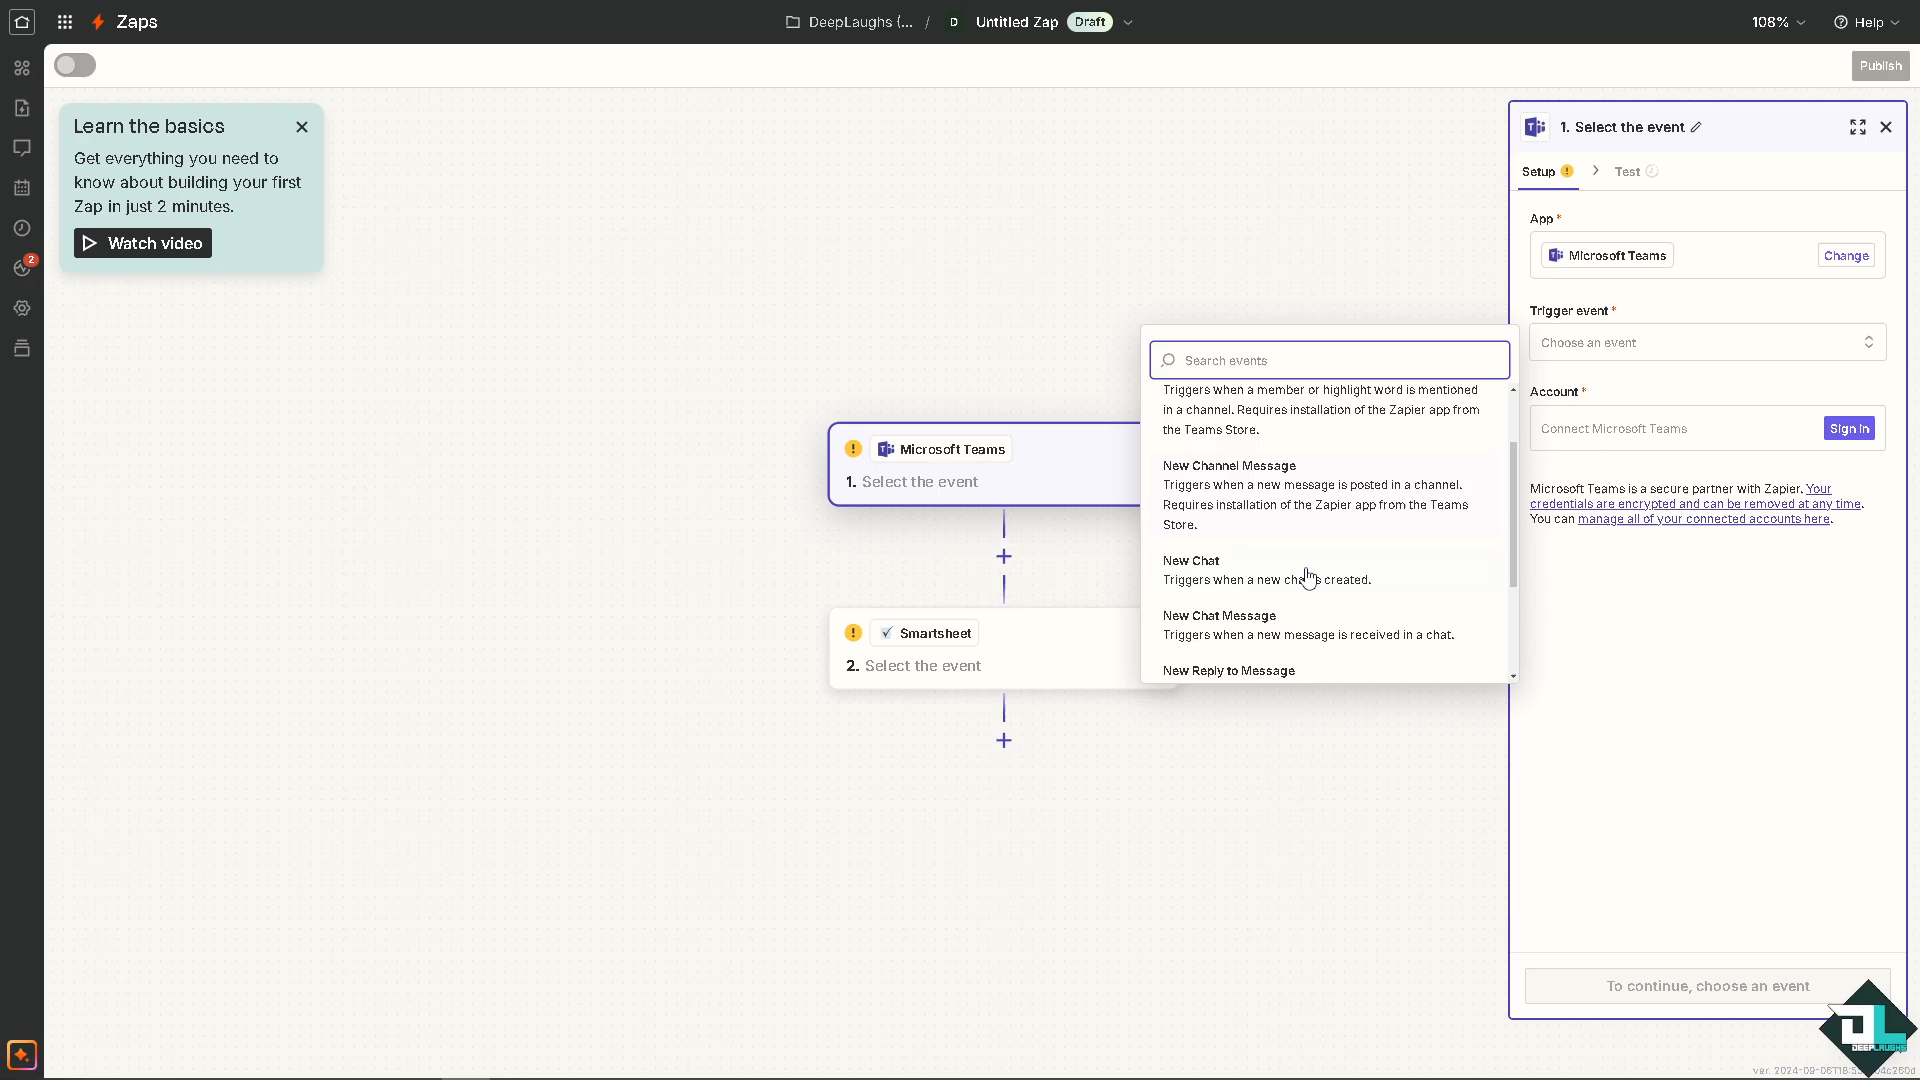 Zaps
DeepLaughs (... / D Untitled Zap Draft
108%
Help
Publish
Learn the basics
Get everything you need to
know about building your first
Zap in just 2 minutes.
Watch video
2
Microsoft Teams
1. Select the event
Smartsheet
2. Select the event
Search events
Triggers when a member or highlight word is mentioned
in a channel. Requires installation of the Zapier app from
the Teams Store.
New Channel Message
Triggers when a new message is posted in a channel.
Requires installation of the Zapier app from the Teams
Store.
New Chat
Triggers when a new created.
New Chat Message
Triggers when a new message is received in a chat.
New Reply to Message
1. Select the event
Setup
Test
App *
Microsoft Teams
Change
Trigger event *
Choose an event
Account *
Connect Microsoft Teams
Sign in
Microsoft Teams is a secure partner with Zapier. Your
credentials are encrypted and can be removed at any time.
You can manage all of your connected accounts here.
To continue, choose an event
DEEPLAUGHS